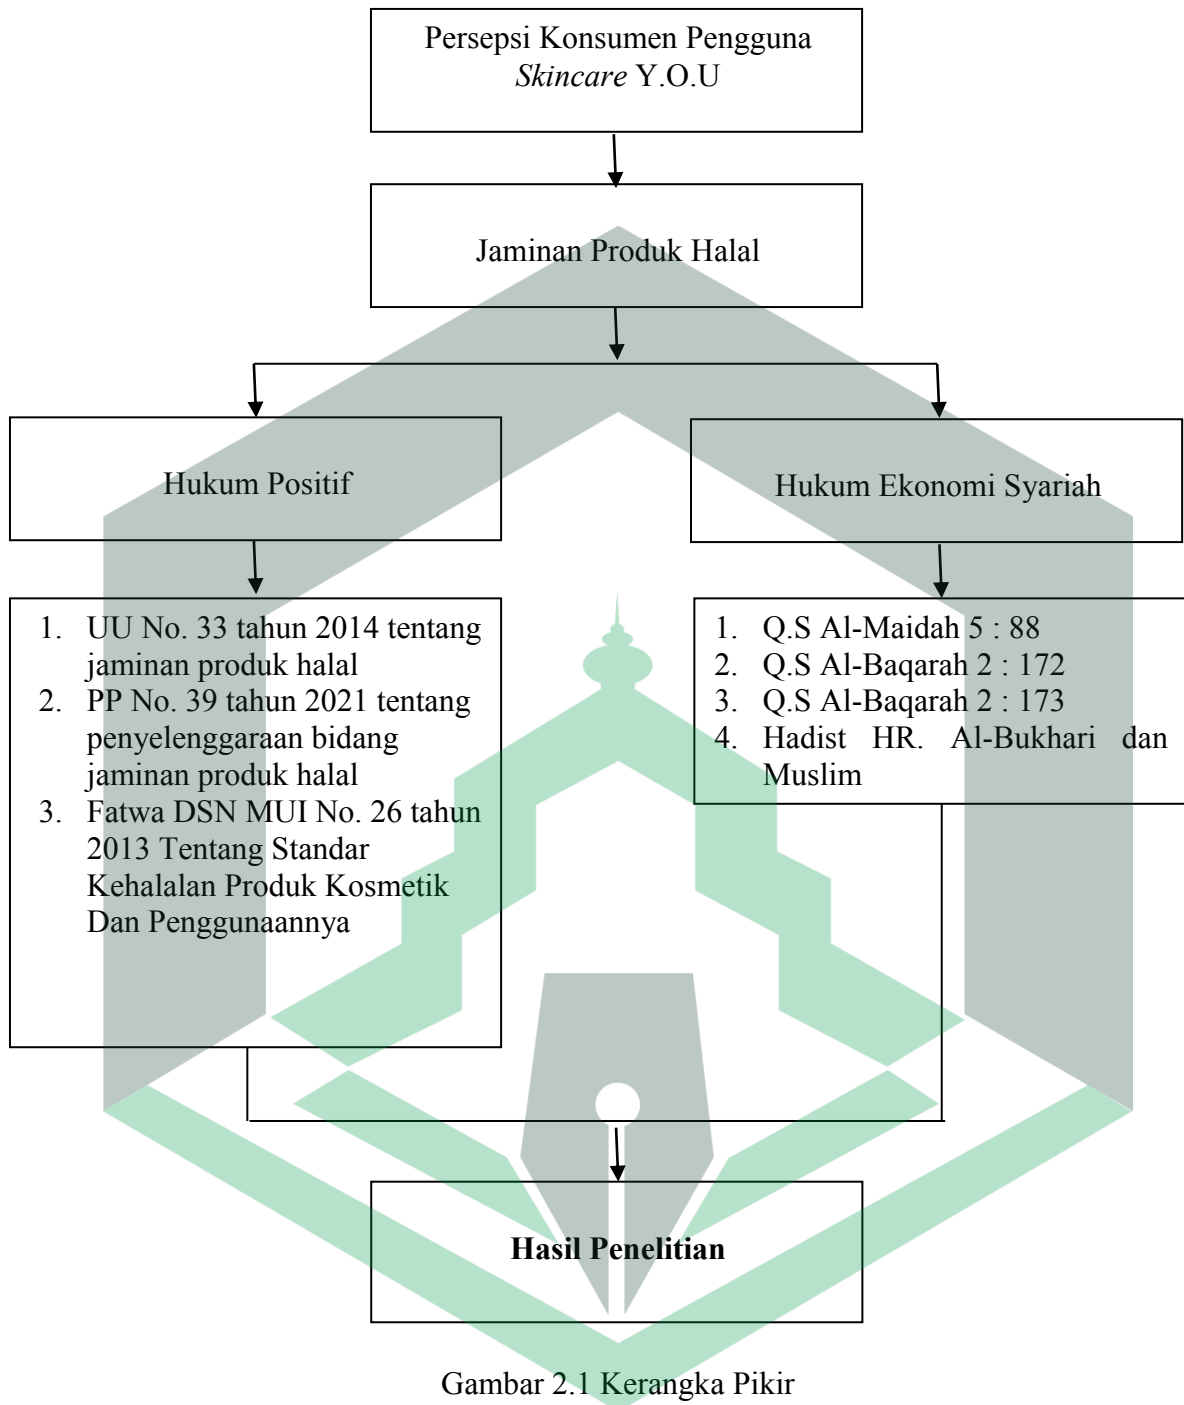 Persepsi Konsumen Pengguna
Skincare Y.O.U
Jaminan Produk Halal
Hukum Positif
Hukum Ekonomi Syariah
1. UU No. 33 tahun 2014 tentang
jaminan produk halal
2. PP No. 39 tahun 2021 tentang
penyelenggaraan bidang
jaminan produk halal
3. Fatwa DSN MUI No. 26 tahun
2013 Tentang Standar
Kehalalan Produk Kosmetik
Dan Penggunaannya
1. Q.S Al-Maidah 5 : 88
2. Q.S Al-Baqarah 2 : 172
3. Q.S Al-Baqarah 2 : 173
4. Hadist HR. Al-Bukhari dan
Muslim
Hasil Penelitian
Gambar 2.1 Kerangka Pikir